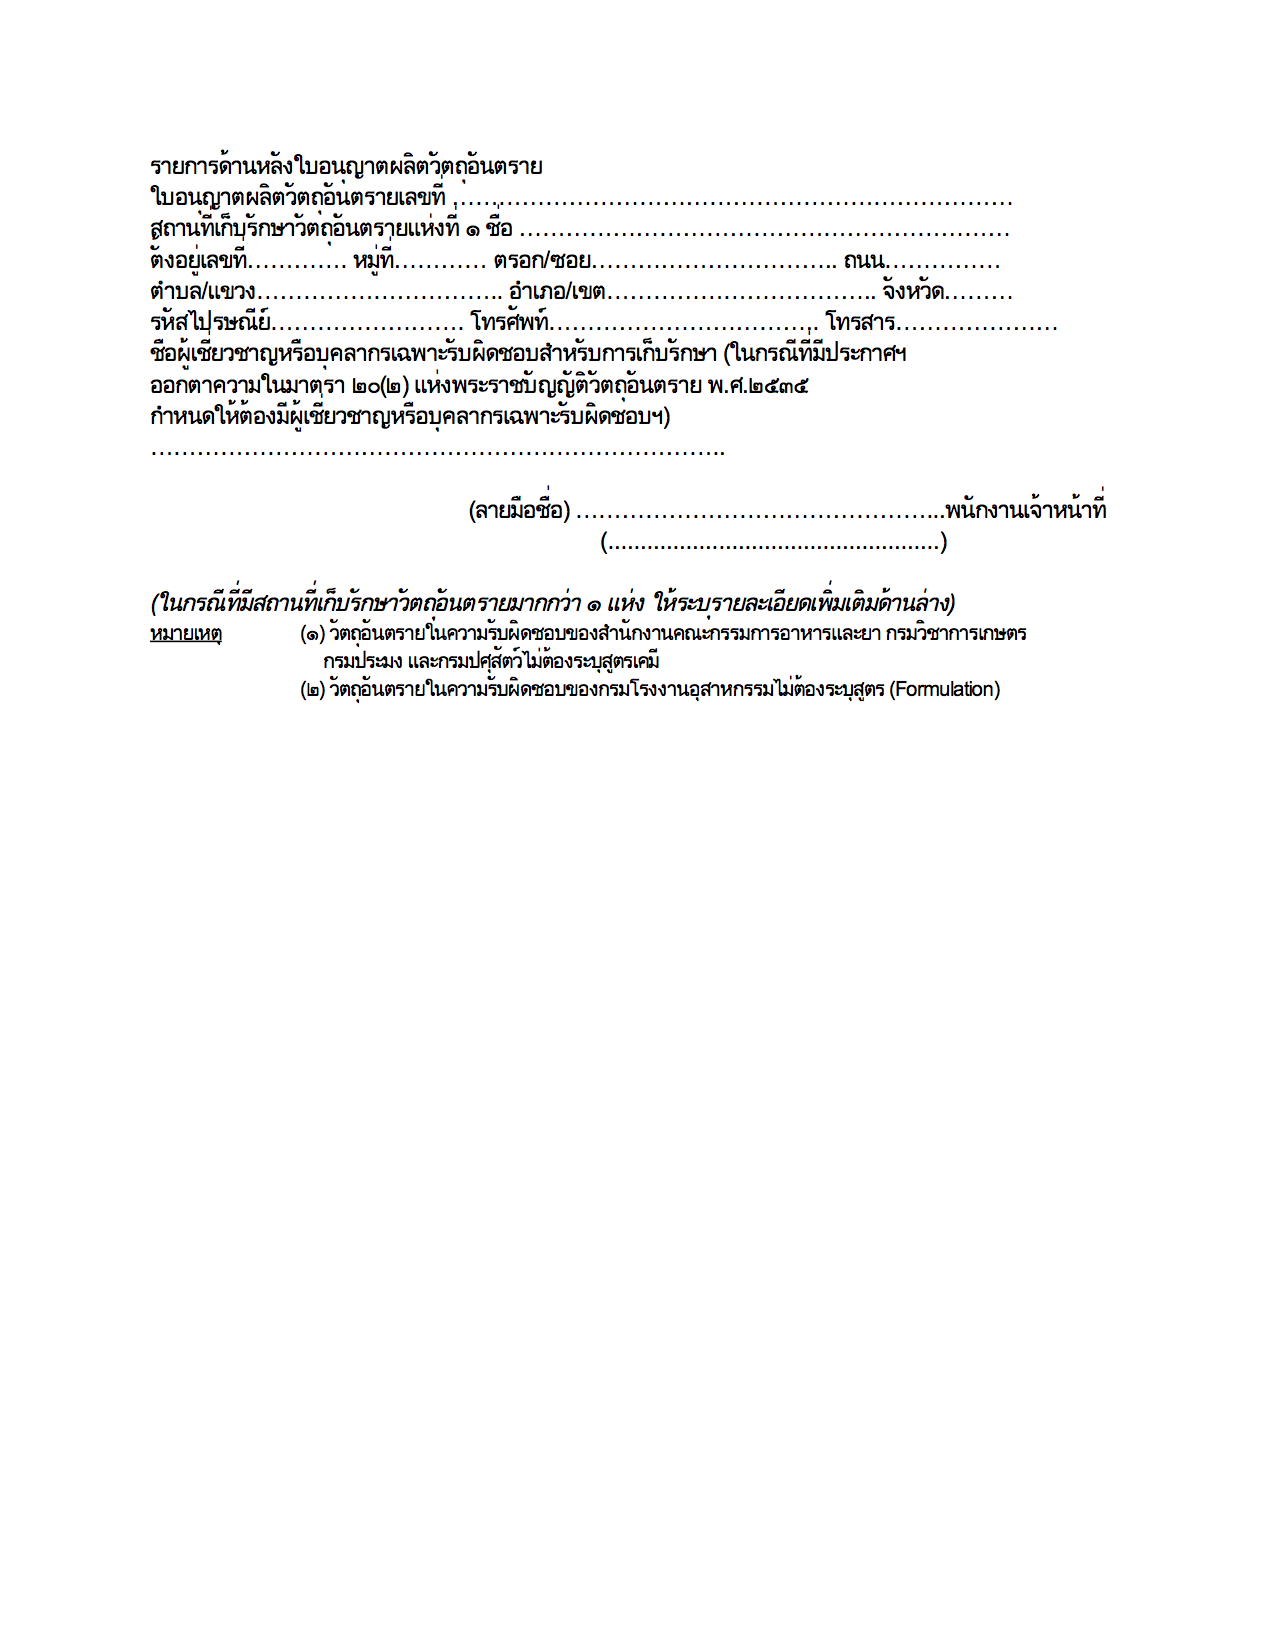 รายการด้านหลังใบอนุญาตผลิตวัตถุอันตราย
ใบอนุญาตผลิตวัตถุอันตรายเลขที่ ………………………………………………………………
สถานที่เก็บรักษาวัตถุอันตรายแห่งที่ ๑ ชื่อ ………………………………………………………
ตั้งอยู่เลขที่…………. หมู่ที่………… ตรอก/ซอย………………………….. ถนน……………
ตำบล/แขวง………………………….. อำเภอ/เขต…………………………….. จังหวัด………
รหัสไปรษณีย์……………………. โทรศัพท์……………………………. โทรสาร…………………
ชื่อผู้เชี่ยวชาญหรือบุคลากรเฉพาะรับผิดชอบสำหรับการเก็บรักษา (ในกรณีที่มีประกาศฯ
ออกตาความในมาตรา ๒๐(๒) แห่งพระราชบัญญัติวัตถุอันตราย พ.ศ.๒๕๓๕
กำหนดให้ต้องมีผู้เชี่ยวชาญหรือบุคลากรเฉพาะรับผิดชอบฯ)
………………………………………………………………..
(ลายมือชื่อ) ………………………………………...พนักงานเจ้าหน้าที่
(...................................................)
(ในกรณีที่มีสถานที่เก็บรักษาวัตถุอันตรายมากกว่า ๑ แห่ง ให้ระบุรายละเอียดเพิ่มเติมด้านล่าง)
หมายเหตุ (๑) วัตถุอันตรายในความรับผิดชอบของสำนักงานคณะกรรมการอาหารและยา กรมวิชาการเกษตร
กรมประมง และกรมปศุสัตว์ไม่ต้องระบุสูตรเคมี
(๒) วัตถุอันตรายในความรับผิดชอบของกรมโรงงานอุสาหกรรมไม่ต้องระบุสูตร (Formulation)